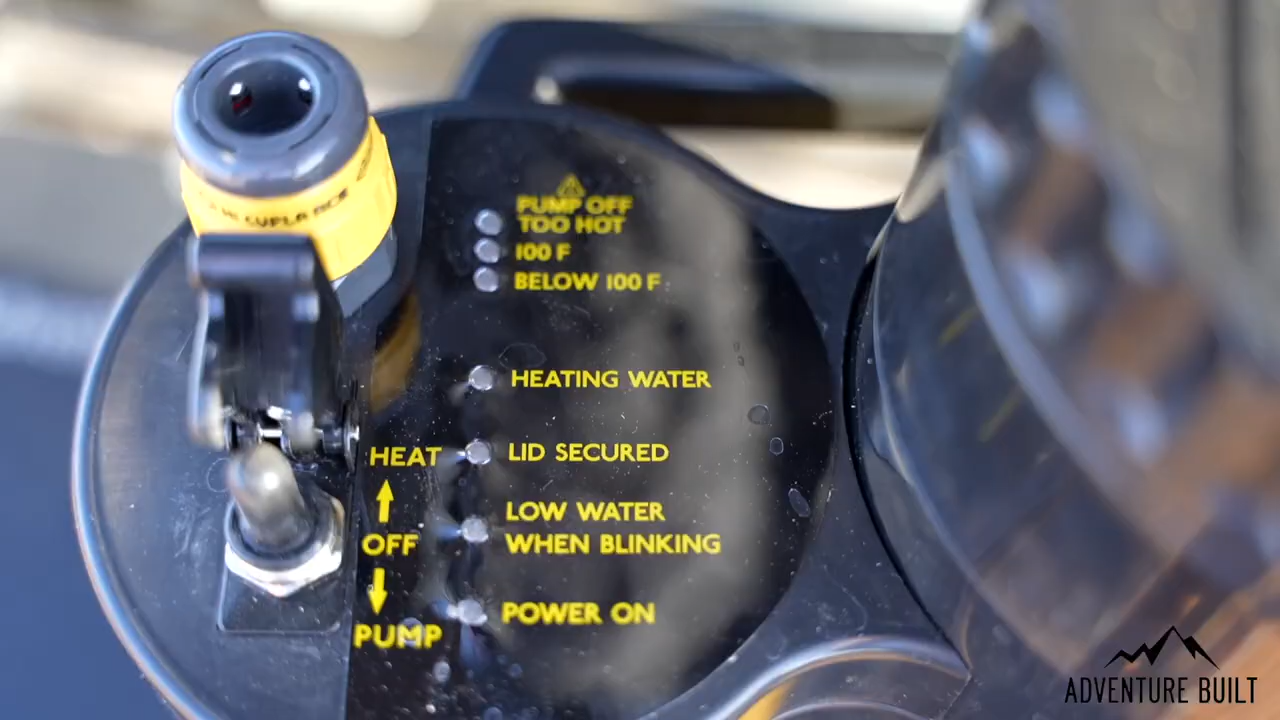 PUMP OFF
TOO HOT
100 F
BELOW 100 F
HEATING WATER
HEAT
LID SECURED
LOW WATER
OFF
WHEN BLINKING
POWER ON
PUMP
ADVENTURE BUILT